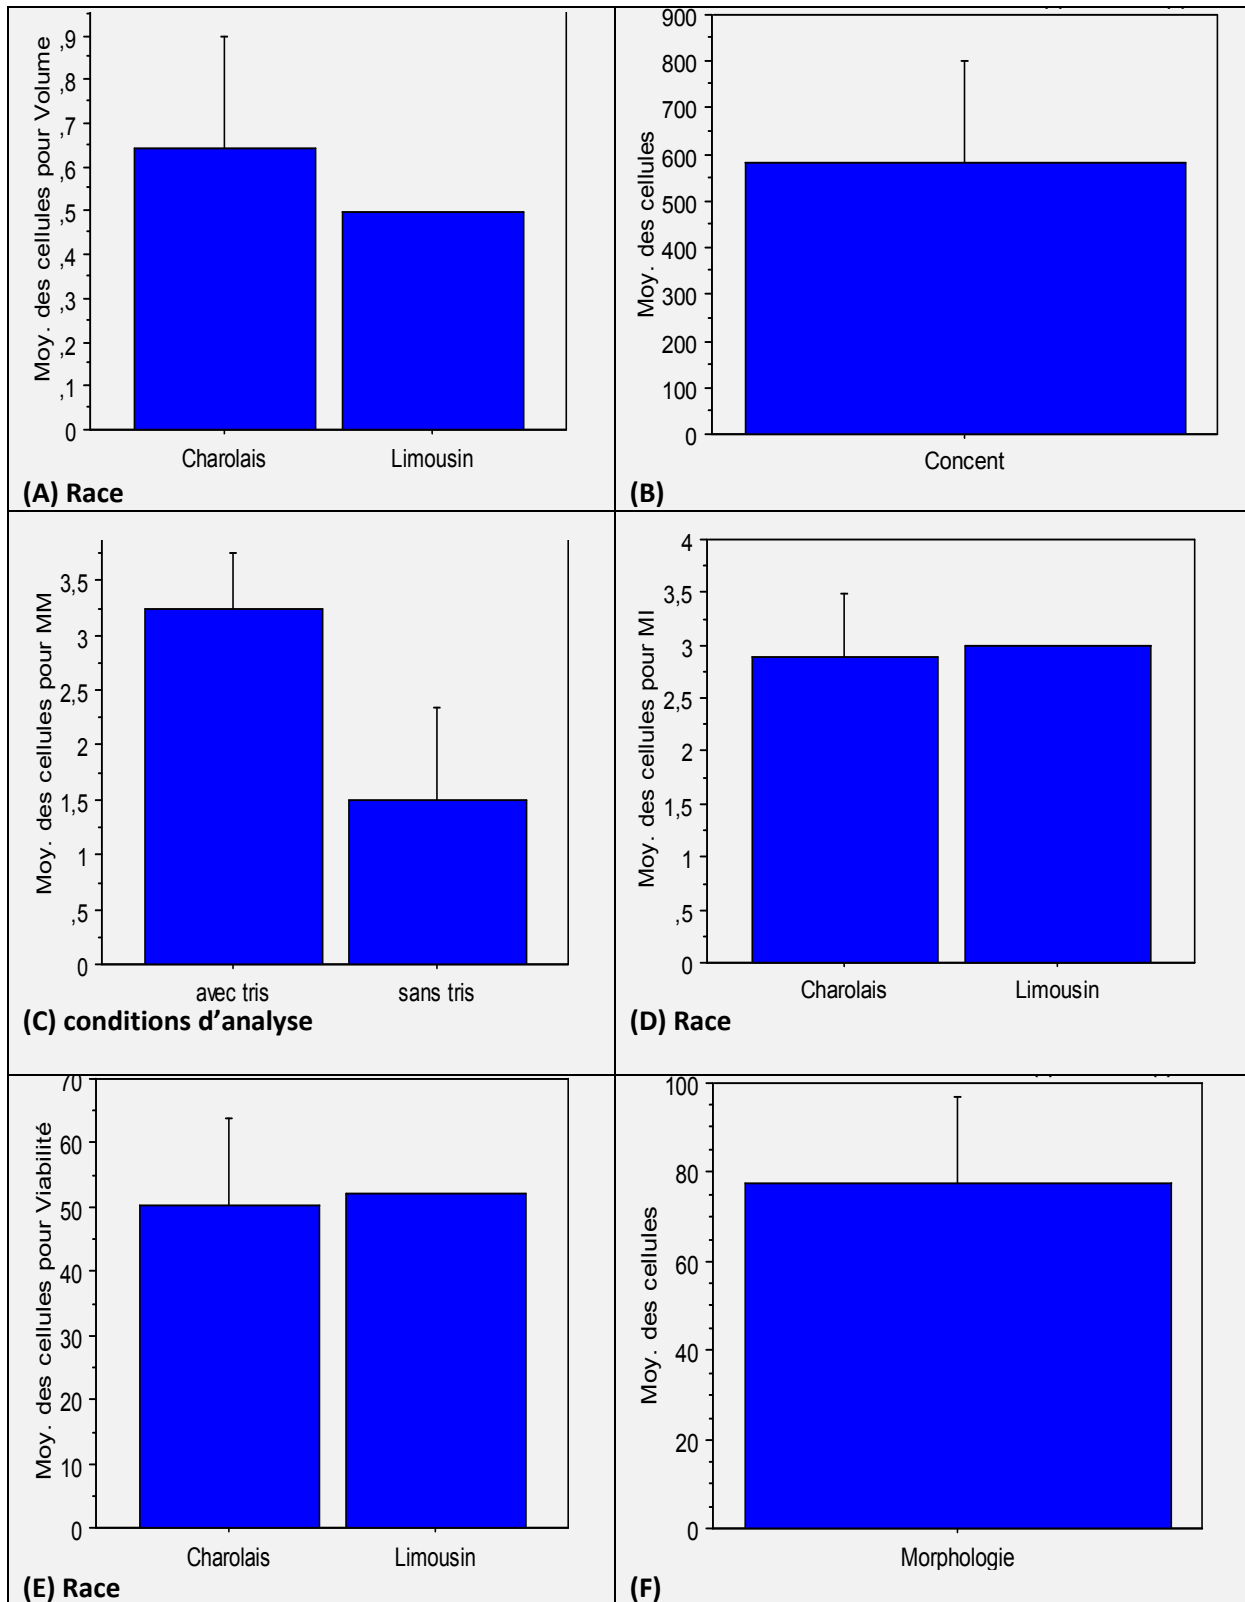 Moy. des cellules pour Volume
,9
,8
,7
,6
,5
,4
,3
,2
,1
0
Charolais Limousin
(A) Race
Moy. des cellules
900
800
700
600
500
400
300
200
100
0
Concent
(B)
Moy. des cellules pour MM
3,5
3
2,5
2
1,5
1
,5
0
avec tris sans tris
(C) conditions d’analyse
Moy. des cellules pour MI
4
3,5
3
2,5
2
1,5
1
,5
0
Charolais Limousin
(D) Race
Moy. des cellules pour Viabilité
70
60
50
40
30
20
10
0
Charolais Limousin
(E) Race
Moy. des cellules
100
80
60
40
20
0
Morphologie
(F)